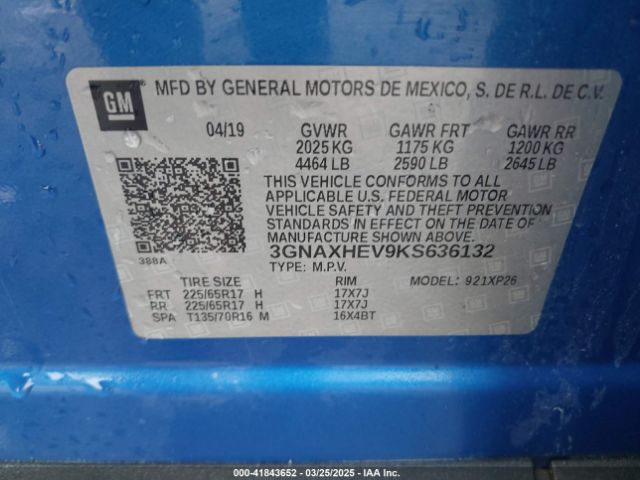 GM
MFD BY GENERAL MOTORS DE MEXICO, S. DE R.L. DE C.V.
04/19 GVWR GAWR FRT GAWR RR
2025 KG 1175 KG 1200 KG
4464 LB 2590 LB 2645 LB
THIS VEHICLE CONFORMS TO ALL
APPLICABLE U.S. FEDERAL MOTOR
VEHICLE SAFETY AND THEFT PREVENTION
STANDARDS IN EFFECT ON THE DATE OF
MANUFACTURE SHOWN ABOVE.
388A
3GNAXHEV9KS636132
TYPE: M.P.V. MODEL: 921XP26
TIRE SIZE RIM
FRT 225/65R17 H 17X7J
RR 225/65R17 H 17X7J
SPA T135/70R16 M 16X4BT
000-41843652 - 03/25/2025 - IAA Inc.